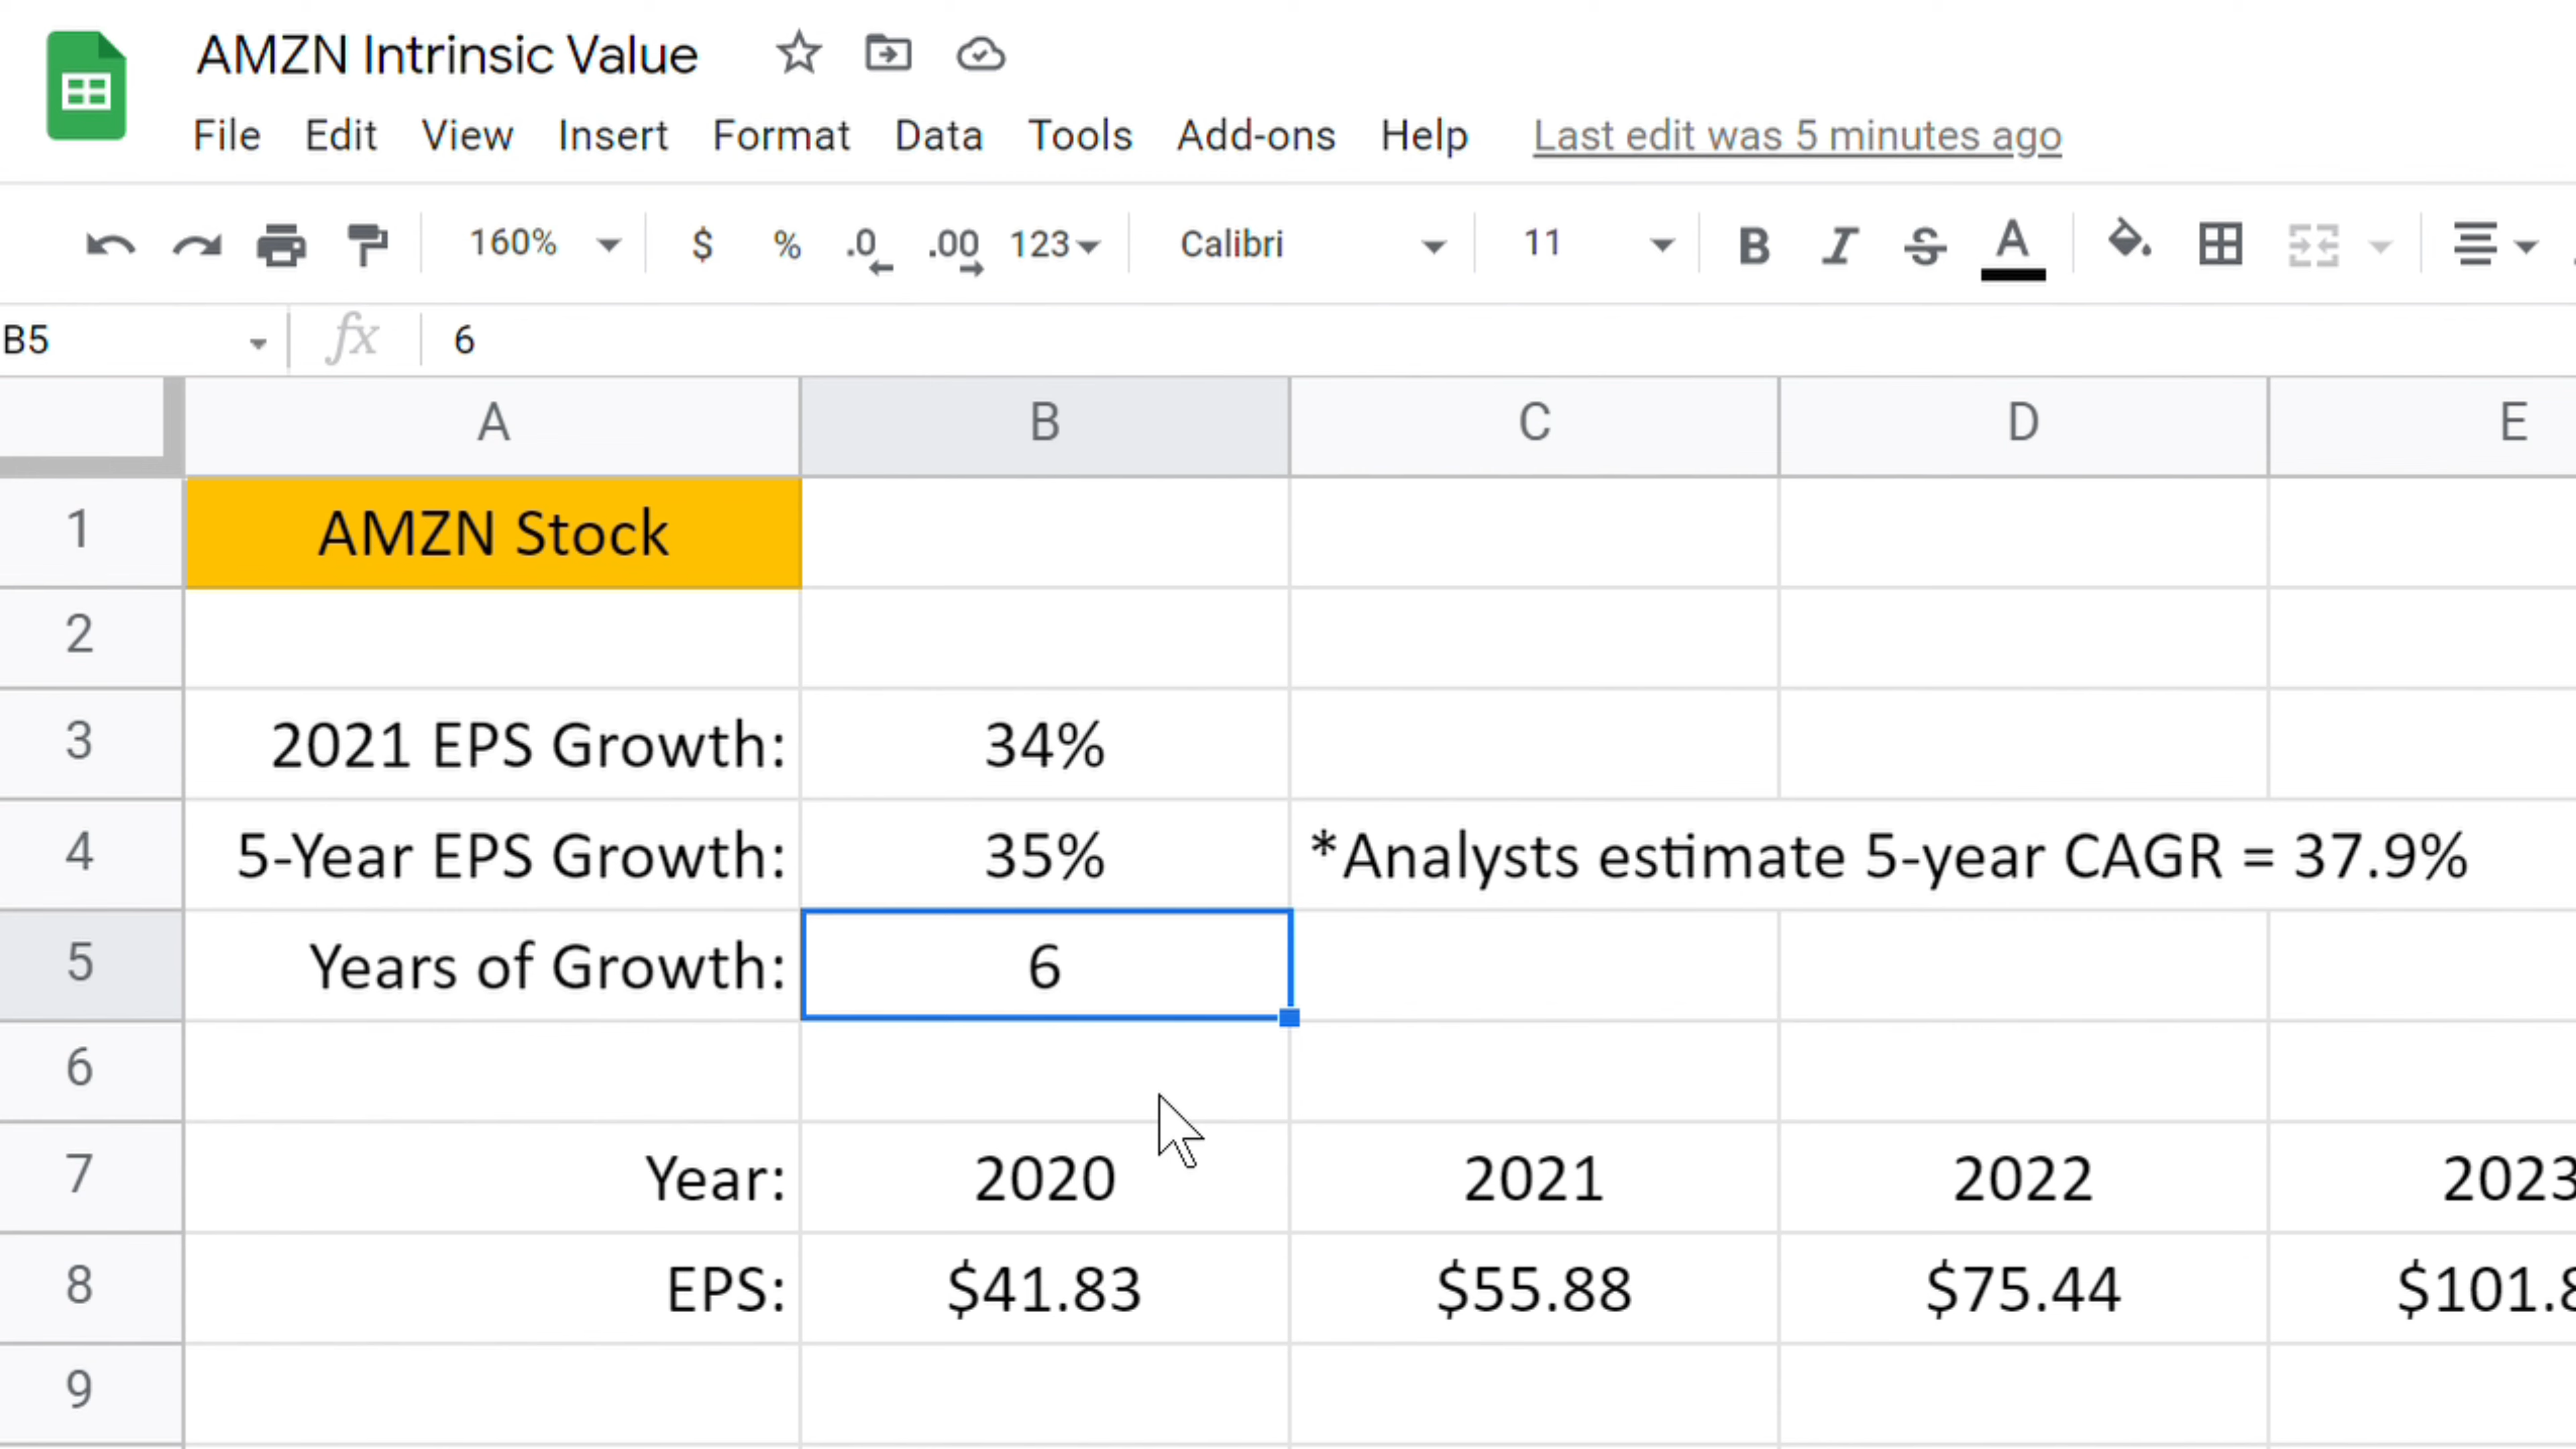 AMZN Intrinsic Value
File Edit View Insert Format Data Tools Add-ons Help Last edit was 5 minutes ago
160% $ % .0 .00 123 Calibri 11 B I S A
B5 fx 6
A B C D E
1 AMZN Stock
2
3 2021 EPS Growth: 34%
4 5-Year EPS Growth: 35% *Analysts estimate 5-year CAGR = 37.9%
5 Years of Growth: 6
6
7 Year: 2020 2021 2022 2023
8 EPS: $41.83 $55.88 $75.44
9